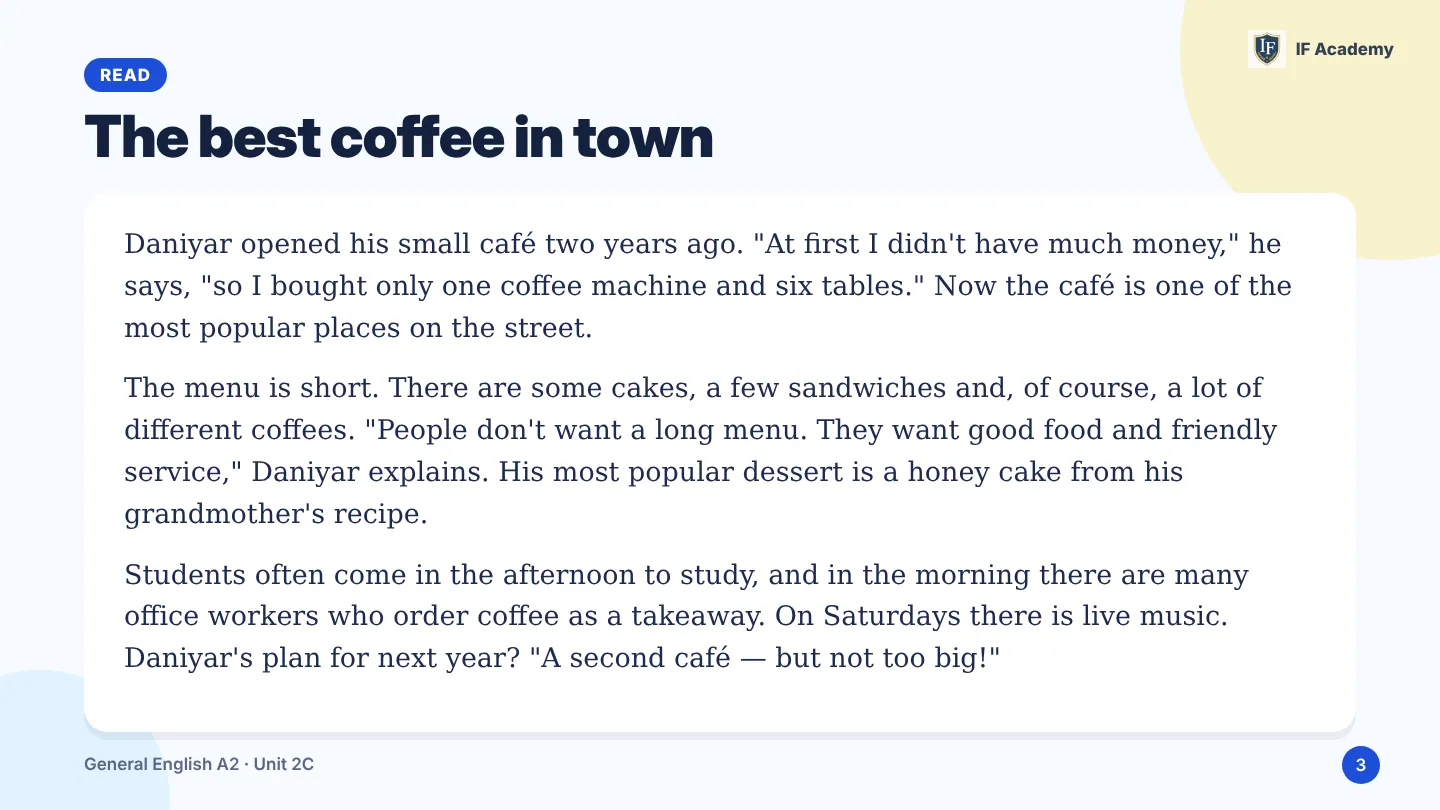 IF
IF Academy
READ
The best coffee in town
Daniyar opened his small café two years ago. "At first I didn't have much money," he
says, "so I bought only one coffee machine and six tables." Now the café is one of the
most popular places on the street.
The menu is short. There are some cakes, a few sandwiches and, of course, a lot of
different coffees. "People don't want a long menu. They want good food and friendly
service," Daniyar explains. His most popular dessert is a honey cake from his
grandmother's recipe.
Students often come in the afternoon to study, and in the morning there are many
office workers who order coffee as a takeaway. On Saturdays there is live music.
Daniyar's plan for next year? "A second café — but not too big!"
General English A2 · Unit 2C
3